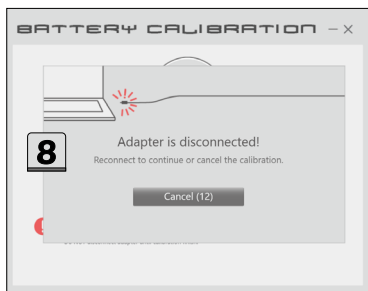 BATTERY CALIBRATION
8
Adapter is disconnected!
Reconnect to continue or cancel the calibration.
Cancel (12)